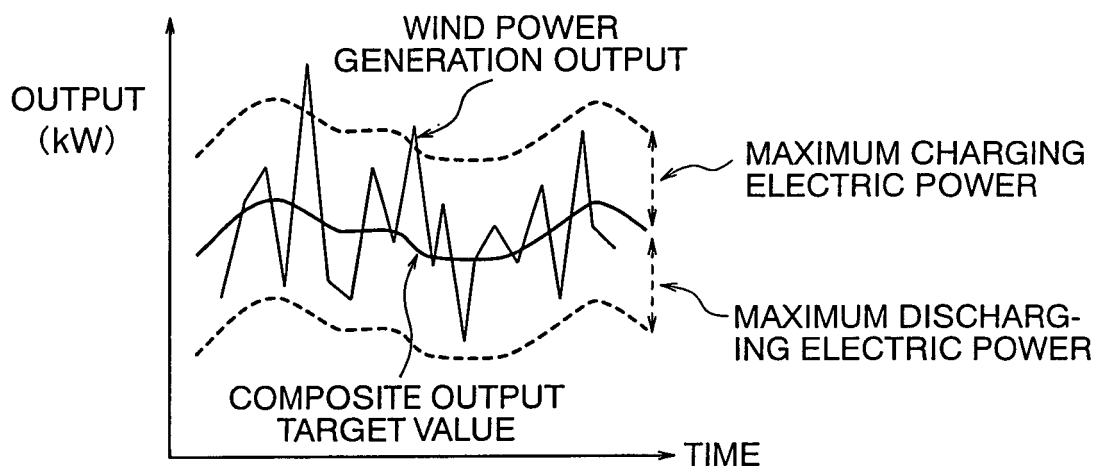 WIND POWER
GENERATION OUTPUT
OUTPUT
(kW)
MAXIMUM CHARGING
ELECTRIC POWER
MAXIMUM DISCHARG-
ING ELECTRIC POWER
COMPOSITE OUTPUT
TARGET VALUE
TIME